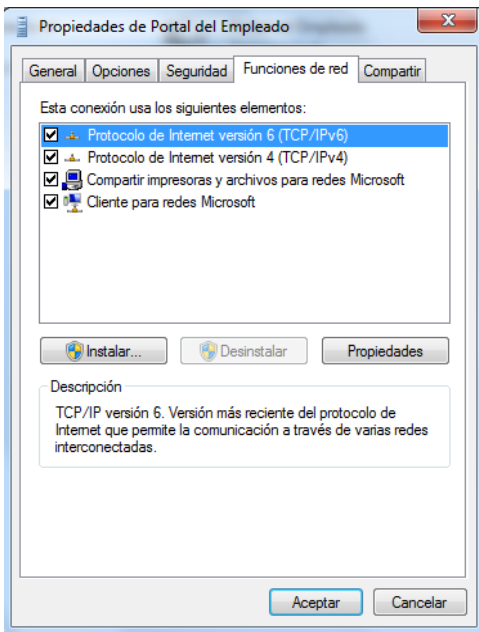 Propiedades de Portal del Empleado
General Opciones Seguridad Funciones de red Compartir
Esta conexión usa los siguientes elementos:
Protocolo de Internet versión 6 (TCP/IPv6)
Protocolo de Internet versión 4 (TCP/IPv4)
Compartir impresoras y archivos para redes Microsoft
Cliente para redes Microsoft
Instalar... Desinstalar Propiedades
Descripción
TCP/IP versión 6. Versión más reciente del protocolo de
Internet que permite la comunicación a través de varias redes
interconectadas.
Aceptar Cancelar